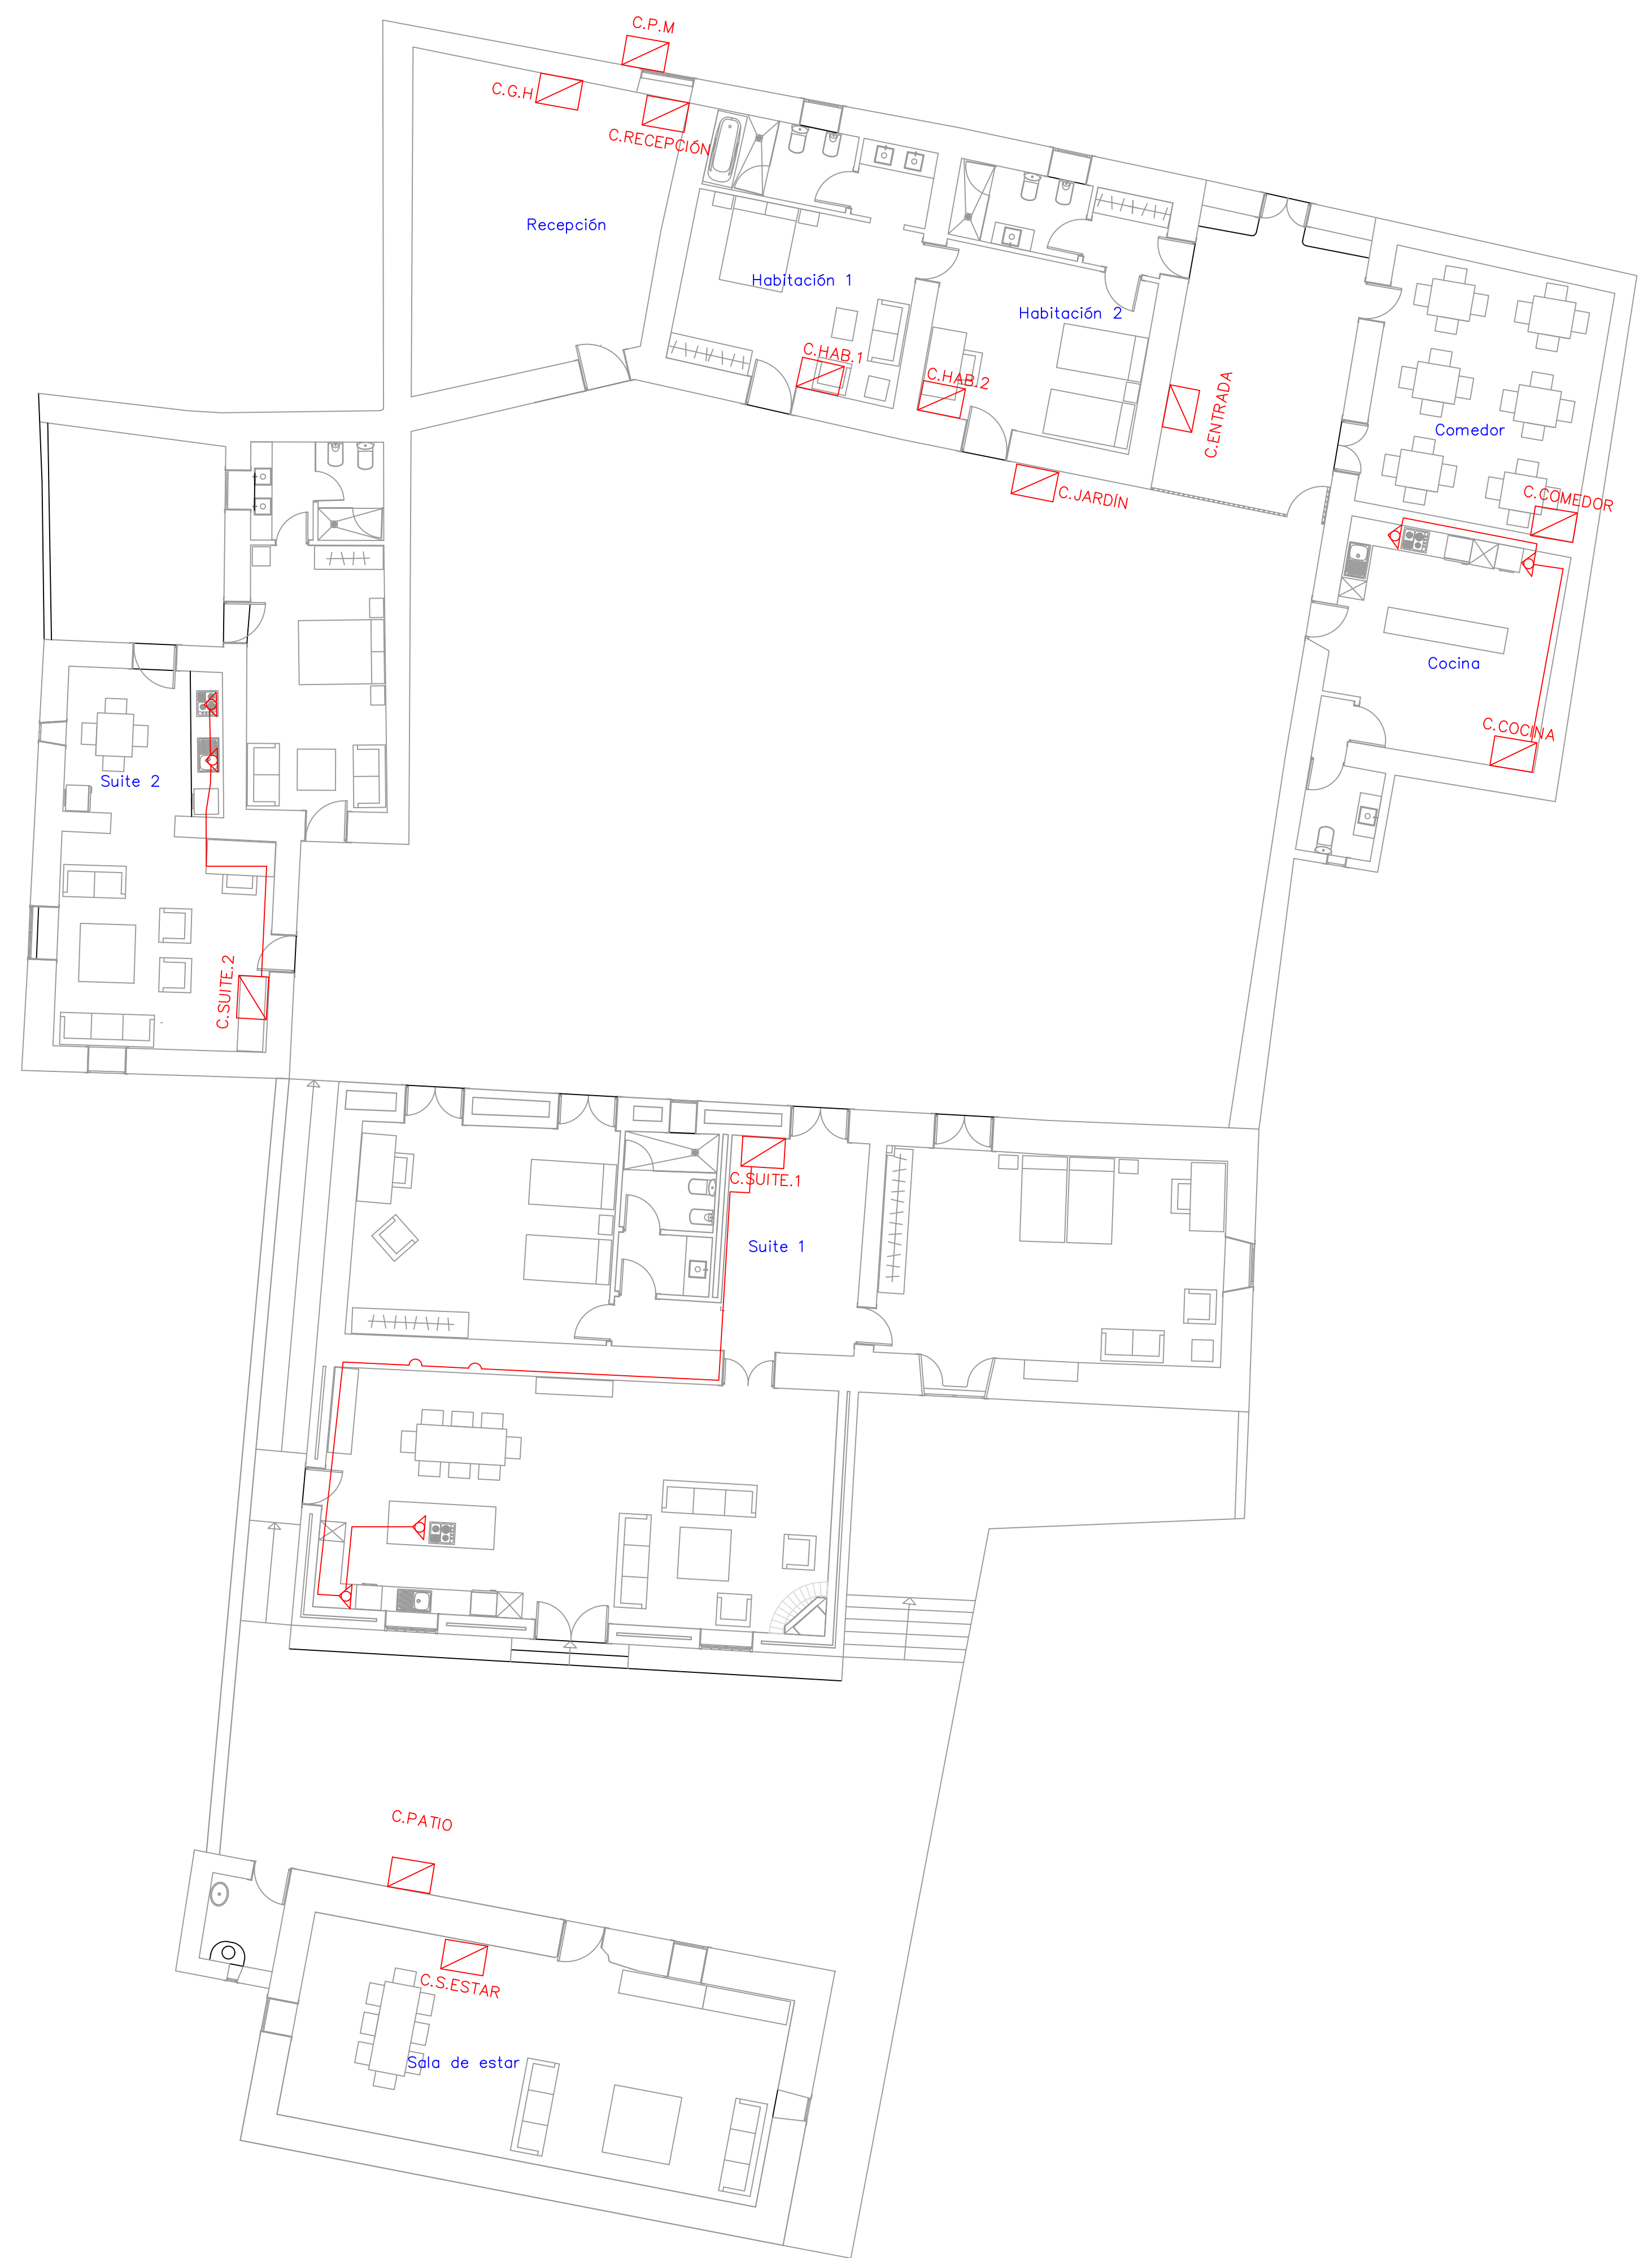 C.P.M
C.G.H
C.RECEPCIÓN
Recepción
Habitación 1
Habitación 2
C.HAB.1
C.HAB.2
C.ENTRADA
Comedor
C.JARDÍN
C.COMEDOR
Cocina
C.COCINA
Suite 2
C.SUITE.2
C.SUITE.1
Suite 1
C.PATIO
C.S.ESTAR
Sala de estar